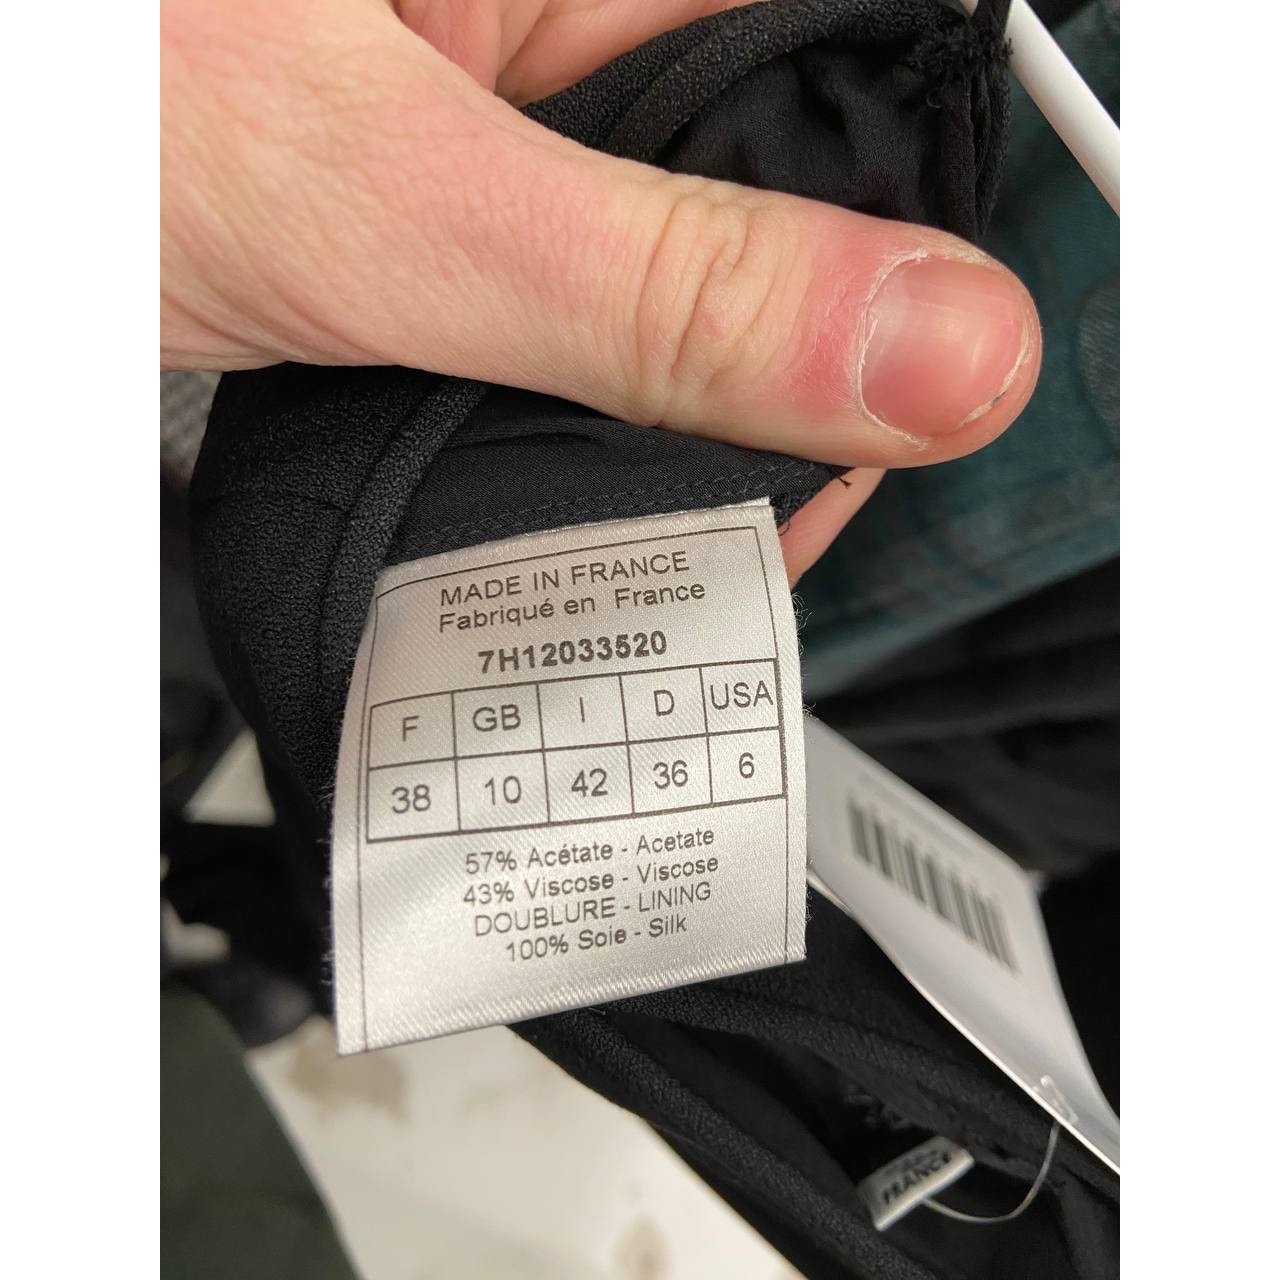 MADE IN FRANCE
Fabriqué en France
7H12033520
F GB I D USA
38 10 42 36 6
57% Acétate - Acetate
43% Viscose - Viscose
DOUBLURE - LINING
100% Soie - Silk
FRANCE